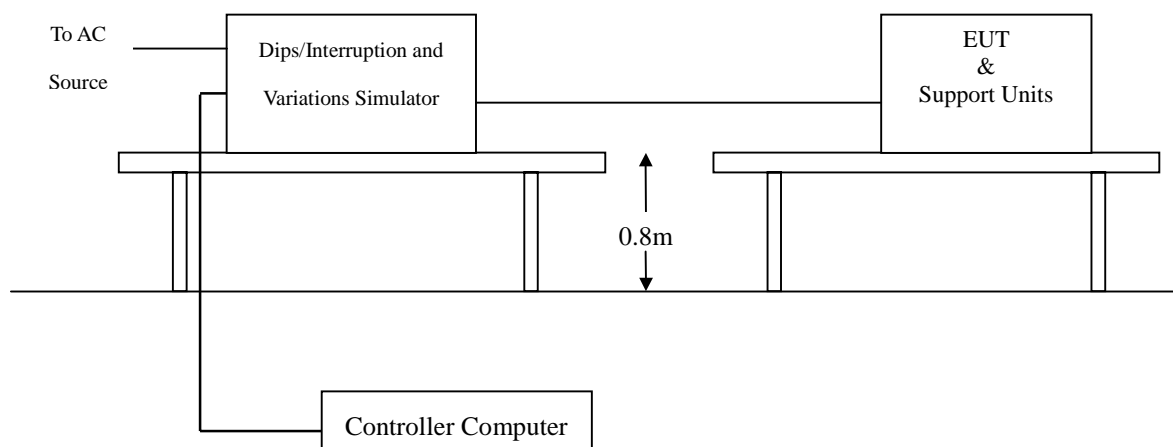 To AC
Source
Dips/Interruption and
Variations Simulator
EUT
&
Support Units
0.8m
Controller Computer